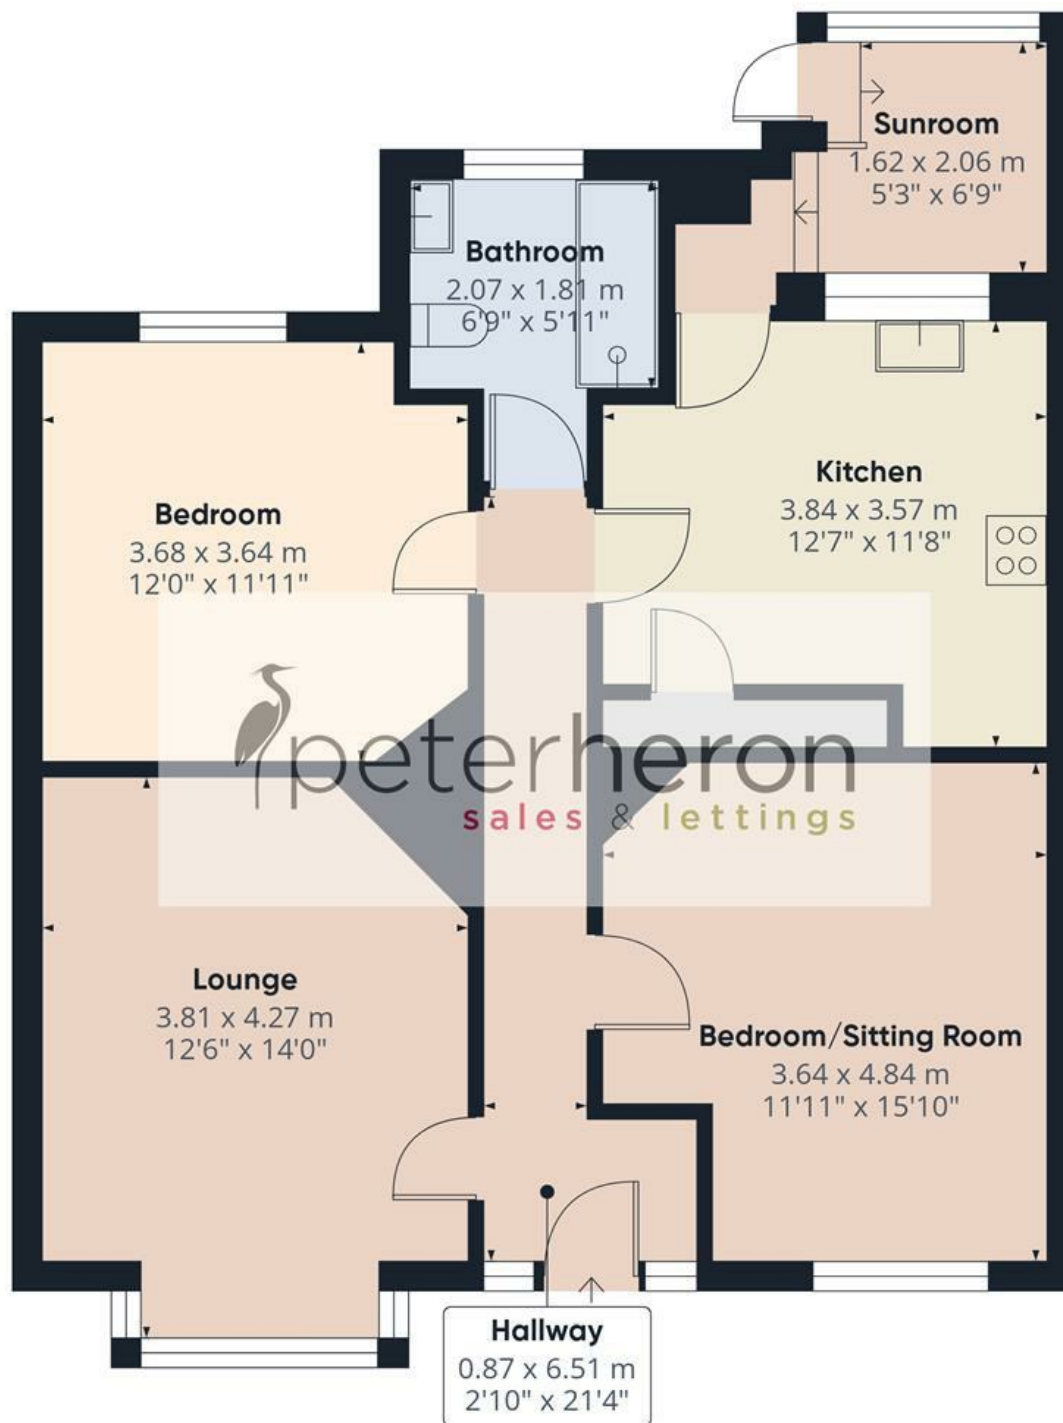 Sunroom
1.62 x 2.06 m
5'3" x 6'9"
Bathroom
2.07 x 1.81 m
6'9" x 5'11"
Kitchen
3.84 x 3.57 m
12'7" x 11'8"
Bedroom
3.68 x 3.64 m
12'0" x 11'11"
peterheron
sales & lettings
Lounge
3.81 x 4.27 m
12'6" x 14'0"
Bedroom/Sitting Room
3.64 x 4.84 m
11'11" x 15'10"
Hallway
0.87 x 6.51 m
2'10" x 21'4"